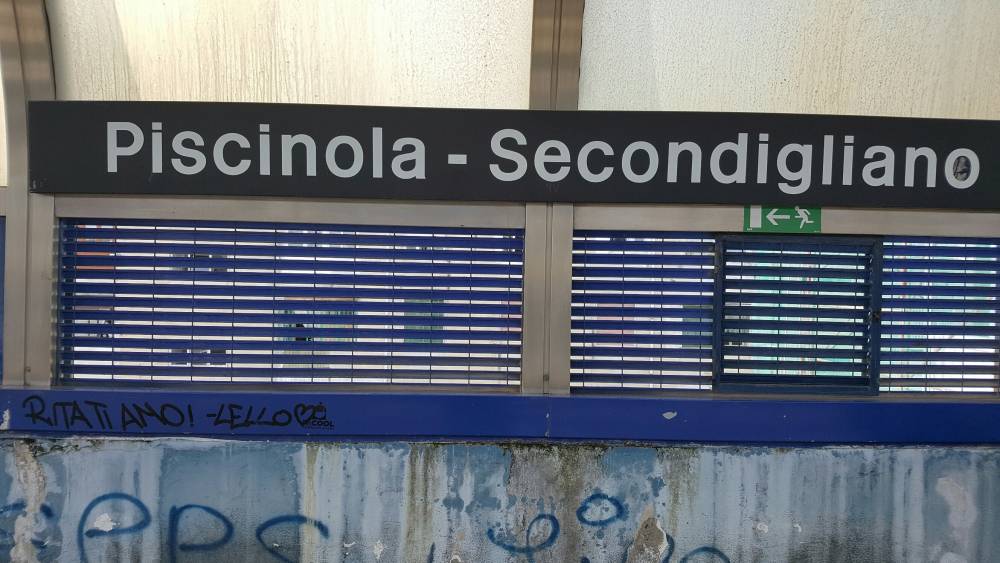 Piscinola - Secondigliano
RITA TI AMO! -LELLO
COOL